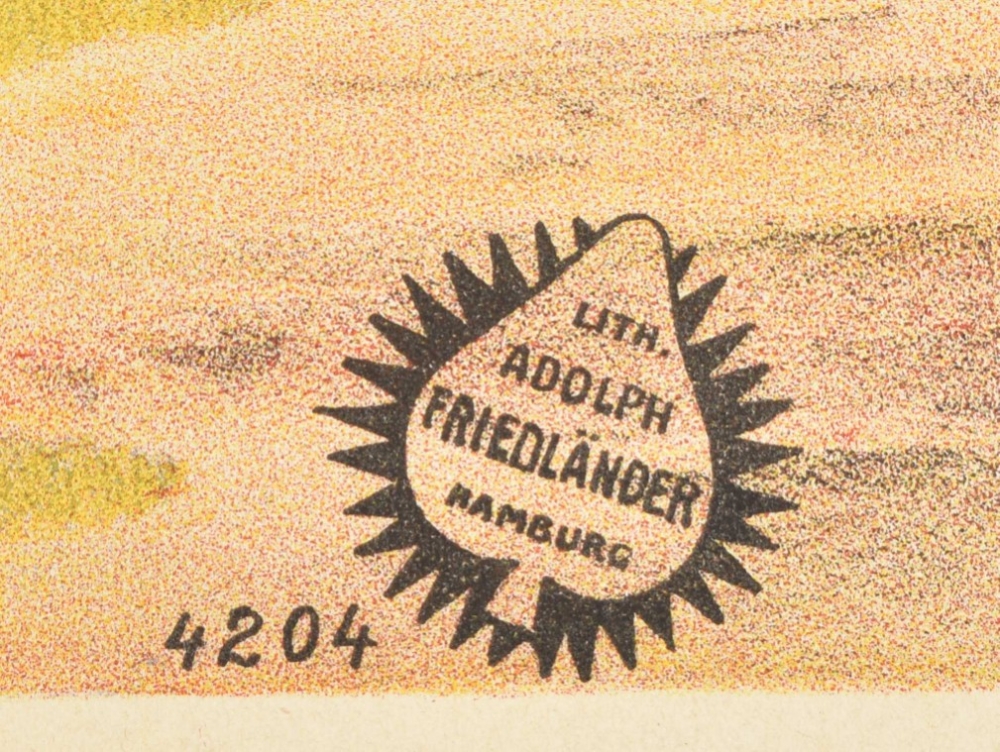 LITH.
ADOLPH
FRIEDLÄNDER
HAMBURG
4204